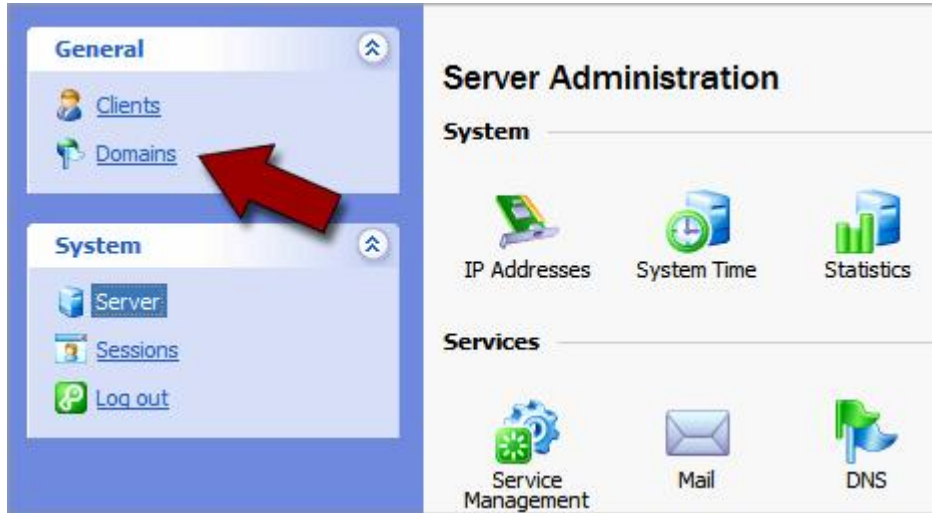 General
Clients
Domains
System
Server
Sessions
Log out
Server Administration
System
IP Addresses
System Time
Statistics
Services
Service
Management
Mail
DNS